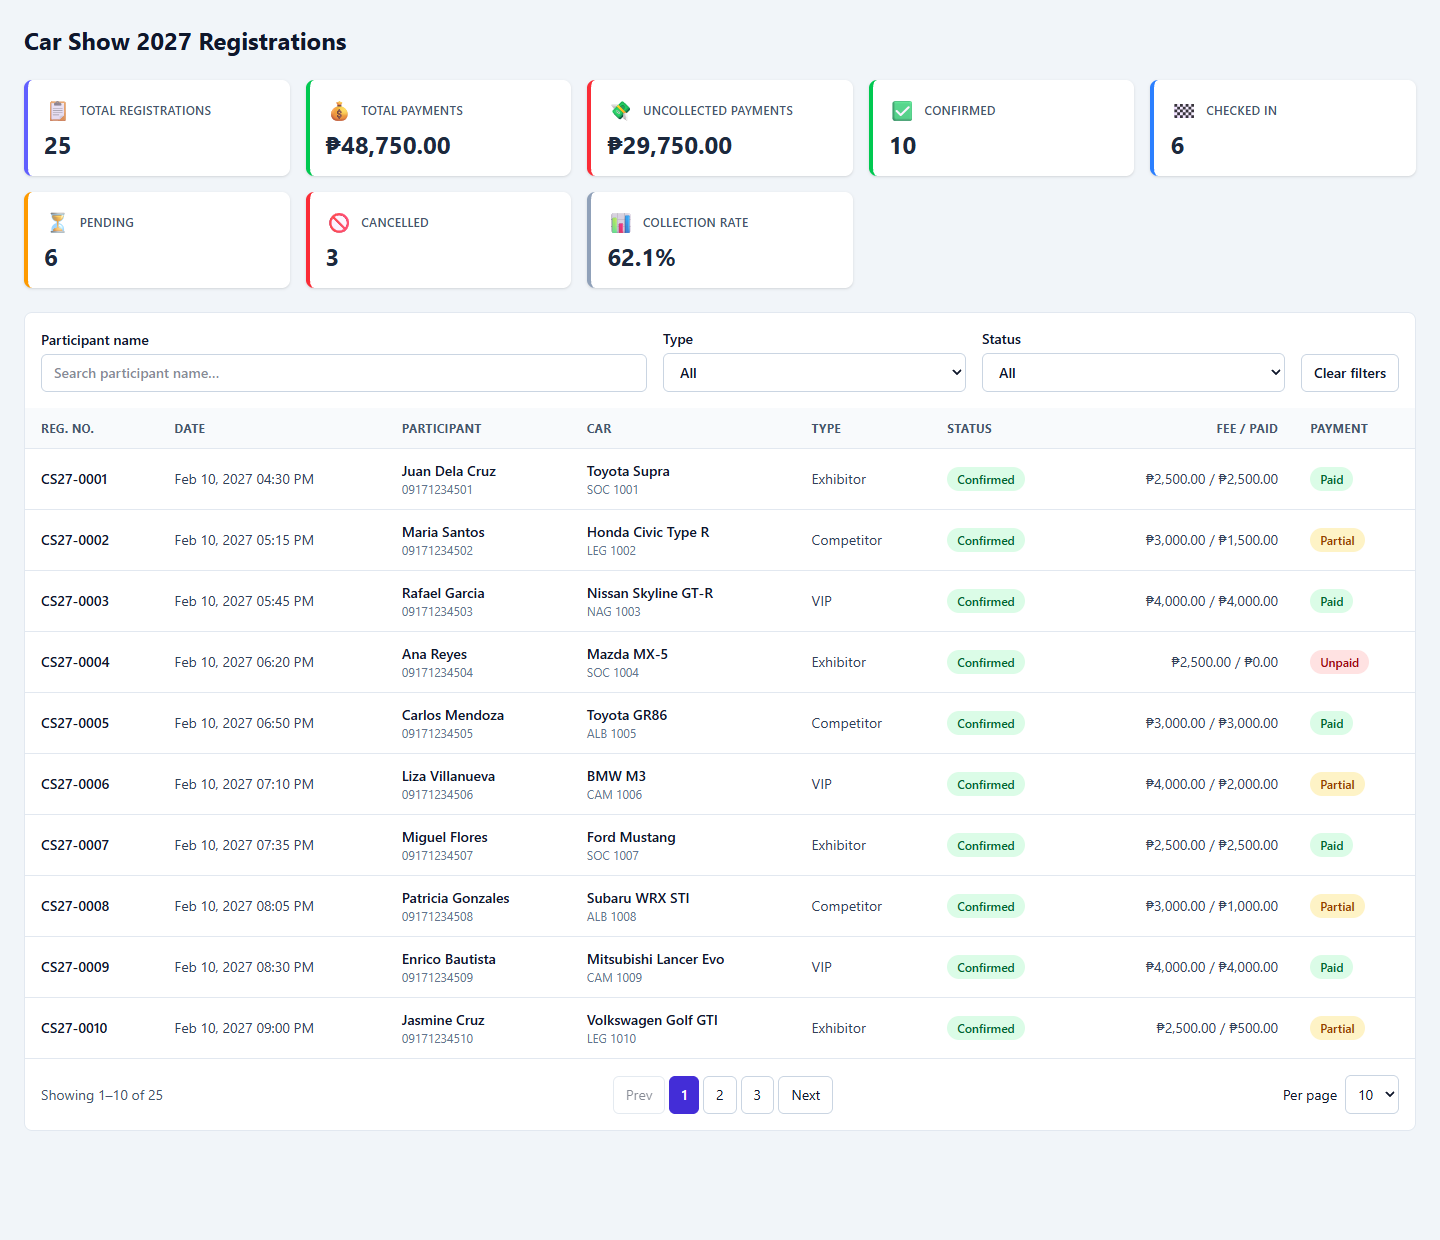 Car Show 2027 Registrations
TOTAL REGISTRATIONS
25
TOTAL PAYMENTS
₱48,750.00
UNCOLLECTED PAYMENTS
₱29,750.00
CONFIRMED
10
CHECKED IN
6
PENDING
6
CANCELLED
3
COLLECTION RATE
62.1%
Participant name Type Status
Search participant name... All All Clear filters
REG. NO. DATE PARTICIPANT CAR TYPE STATUS FEE / PAID PAYMENT
CS27-0001 Feb 10, 2027 04:30 PM Juan Dela Cruz Toyota Supra Exhibitor Confirmed ₱2,500.00 / ₱2,500.00 Paid
09171234501 SOC 1001
CS27-0002 Feb 10, 2027 05:15 PM Maria Santos Honda Civic Type R Competitor Confirmed ₱3,000.00 / ₱1,500.00 Partial
09171234502 LEG 1002
CS27-0003 Feb 10, 2027 05:45 PM Rafael Garcia Nissan Skyline GT-R VIP Confirmed ₱4,000.00 / ₱4,000.00 Paid
09171234503 NAG 1003
CS27-0004 Feb 10, 2027 06:20 PM Ana Reyes Mazda MX-5 Exhibitor Confirmed ₱2,500.00 / ₱0.00 Unpaid
09171234504 SOC 1004
CS27-0005 Feb 10, 2027 06:50 PM Carlos Mendoza Toyota GR86 Competitor Confirmed ₱3,000.00 / ₱3,000.00 Paid
09171234505 ALB 1005
CS27-0006 Feb 10, 2027 07:10 PM Liza Villanueva BMW M3 VIP Confirmed ₱4,000.00 / ₱2,000.00 Partial
09171234506 CAM 1006
CS27-0007 Feb 10, 2027 07:35 PM Miguel Flores Ford Mustang Exhibitor Confirmed ₱2,500.00 / ₱2,500.00 Paid
09171234507 SOC 1007
CS27-0008 Feb 10, 2027 08:05 PM Patricia Gonzales Subaru WRX STI Competitor Confirmed ₱3,000.00 / ₱1,000.00 Partial
09171234508 ALB 1008
CS27-0009 Feb 10, 2027 08:30 PM Enrico Bautista Mitsubishi Lancer Evo VIP Confirmed ₱4,000.00 / ₱4,000.00 Paid
09171234509 CAM 1009
CS27-0010 Feb 10, 2027 09:00 PM Jasmine Cruz Volkswagen Golf GTI Exhibitor Confirmed ₱2,500.00 / ₱500.00 Partial
09171234510 LEG 1010
Showing 1–10 of 25 Prev 1 2 3 Next Per page 10